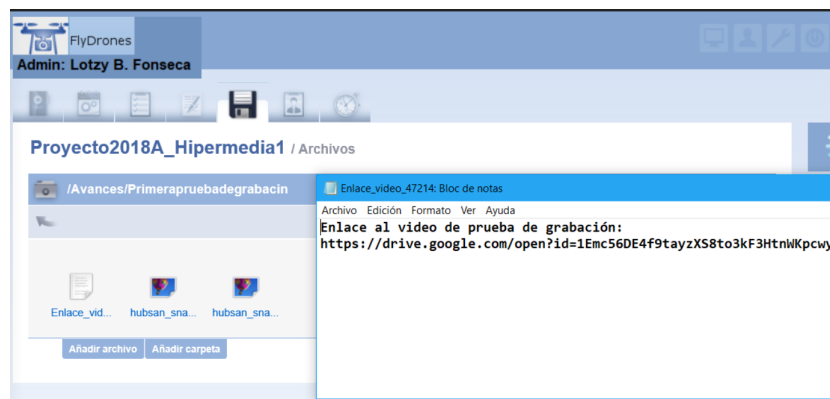 FlyDrones
Admin: Lotzy B. Fonseca
Proyecto2018A_Hipermedia1 / Archivos
/Avances/Primerapruebadegrabacin
Enlace_vid...
hubsan_sna...
hubsan_sna...
Añadir archivo
Añadir carpeta
Enlace_video_47214: Bloc de notas
Archivo Edición Formato Ver Ayuda
Enlace al video de prueba de grabación:
https://drive.google.com/open?id=1Emc56DE4f9tayzXS8to3kF3HtnWKpcwy